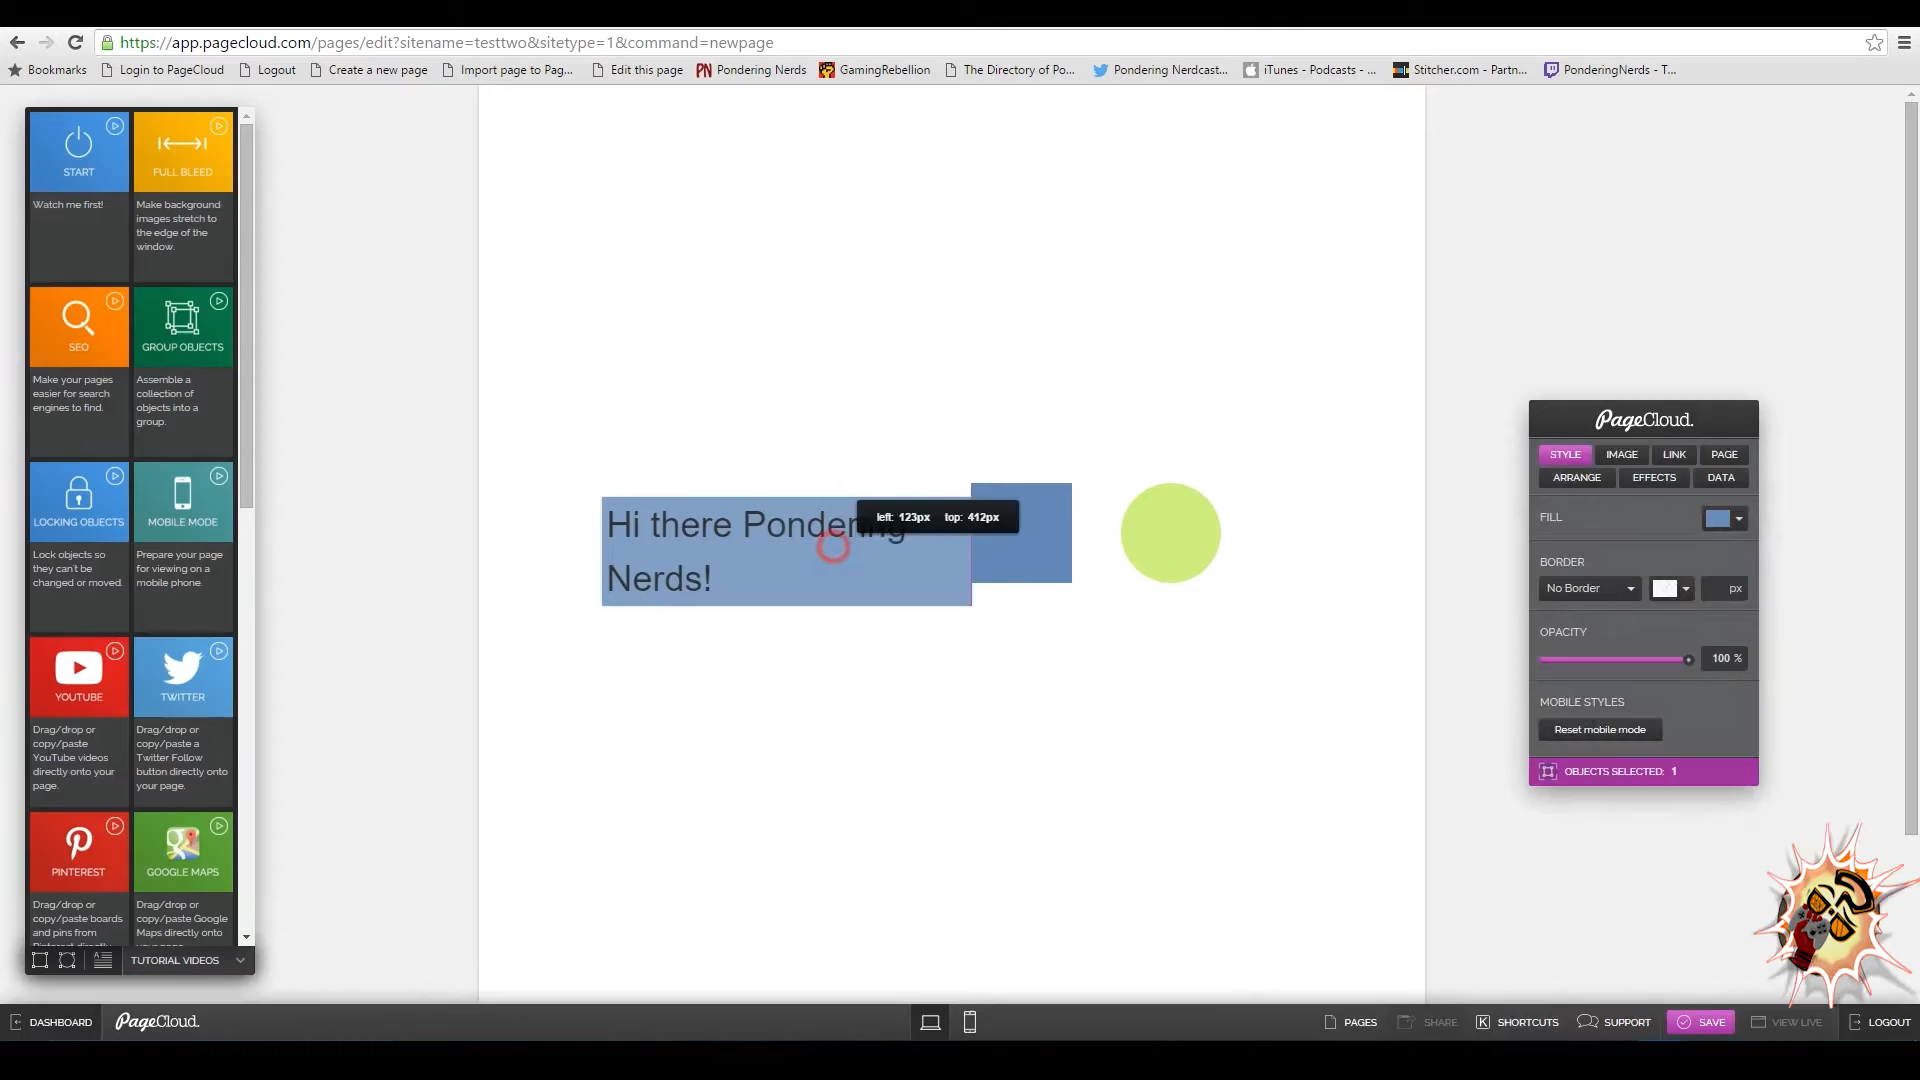 https://app.pagecloud.com/pages/edit?sitename=testtwo&sitetype=1&command=newpage
Bookmarks
Login to PageCloud
Logout
Create a new page
Import page to Pag...
Edit this page
PN Pondering Nerds
GamingRebellion
The Directory of Po...
Pondering Nerdcast...
iTunes - Podcasts - ...
Stitcher.com - Partn...
PonderingNerds - T...
START
Watch me first!
FULL BLEED
Make background
images stretch to
the edge of the
window.
SEO
Make your pages
easier for search
engines to find.
GROUP OBJECTS
Assemble a
collection of
objects into a
group.
LOCKING OBJECTS
Lock objects so
they can't be
changed or moved.
MOBILE MODE
Prepare your page
for viewing on a
mobile phone.
YOUTUBE
Drag/drop or
copy/paste
YouTube videos
directly onto your
page.
TWITTER
Drag/drop or
copy/paste a
Twitter Follow
button directly onto
your page.
PINTEREST
Drag/drop or
copy/paste boards
and pins from
GOOGLE MAPS
Drag/drop or
copy/paste Google
Maps directly onto
TUTORIAL VIDEOS
Hi there Pondering
Nerds!
left: 123px top: 412px
PageCloud.
STYLE IMAGE LINK PAGE
ARRANGE EFFECTS DATA
FILL
BORDER
No Border px
OPACITY
100 %
MOBILE STYLES
Reset mobile mode
OBJECTS SELECTED: 1
DASHBOARD
PageCloud.
PAGES
SHARE
K SHORTCUTS
SUPPORT
SAVE
VIEW LIVE
LOGOUT